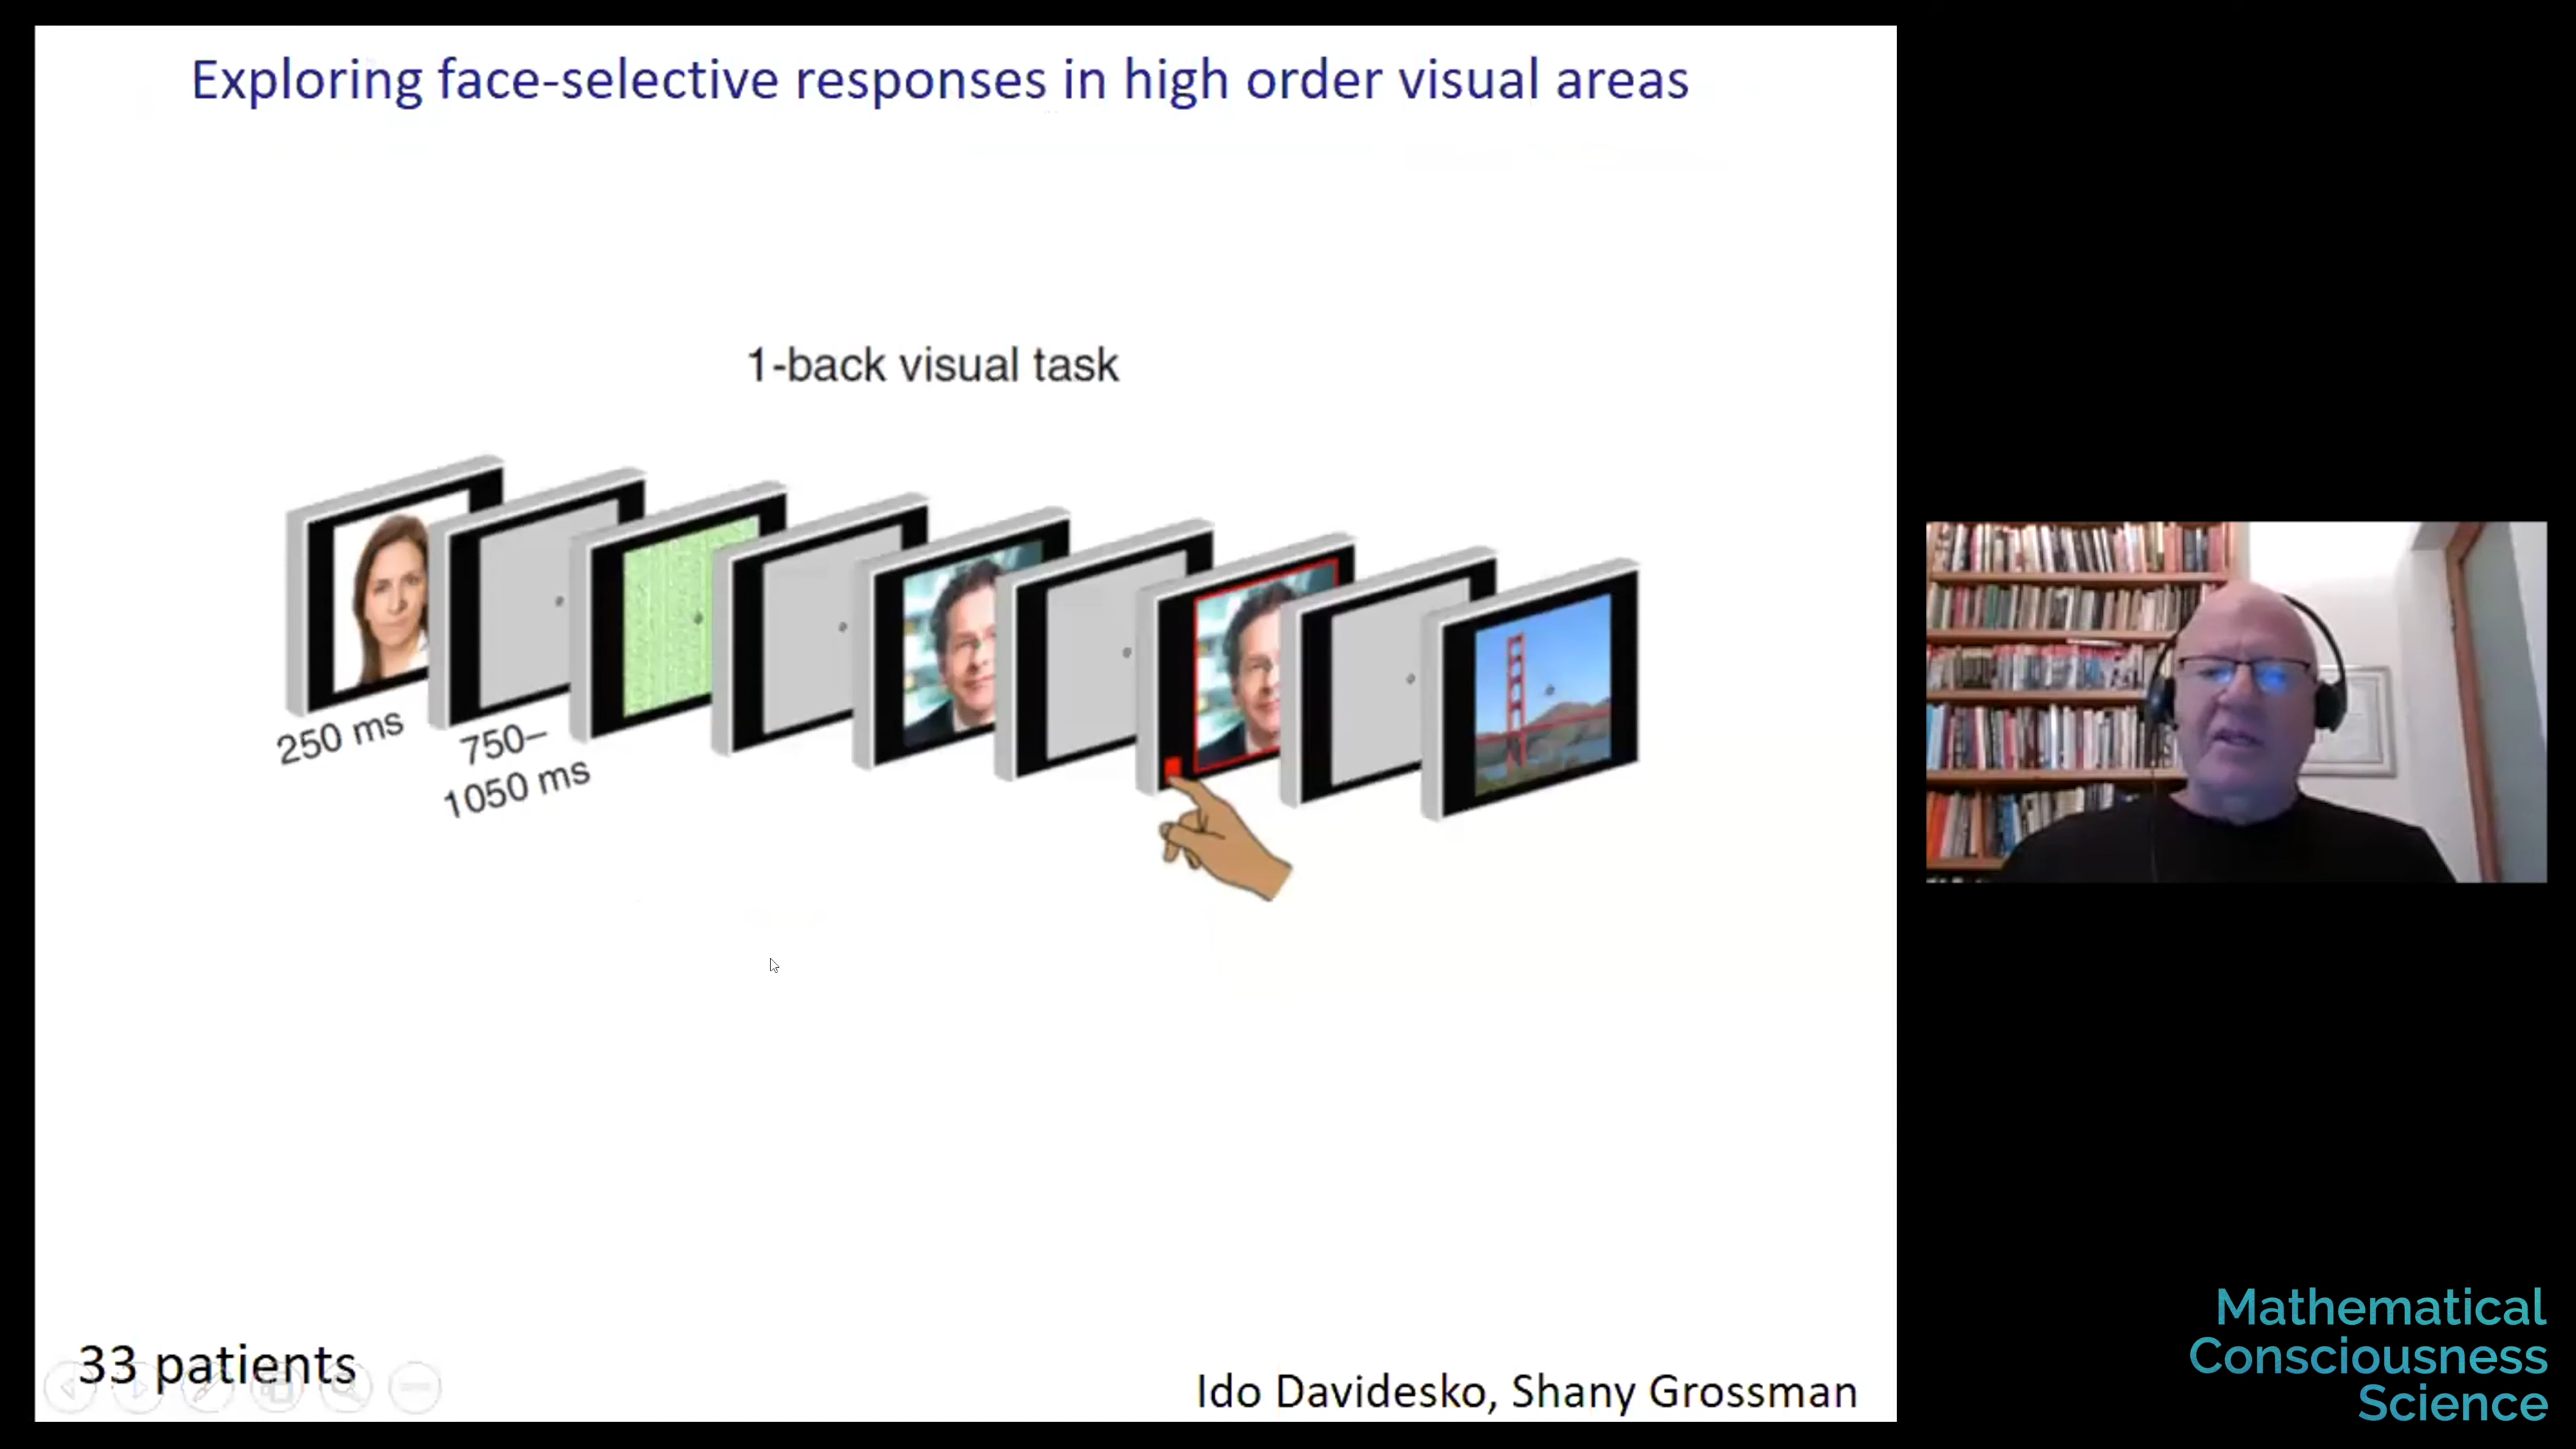 Exploring face-selective responses in high order visual areas
1-back visual task
250 ms
750–
1050 ms
33 patients
Ido Davidesko, Shany Grossman
Mathematical
Consciousness
Science